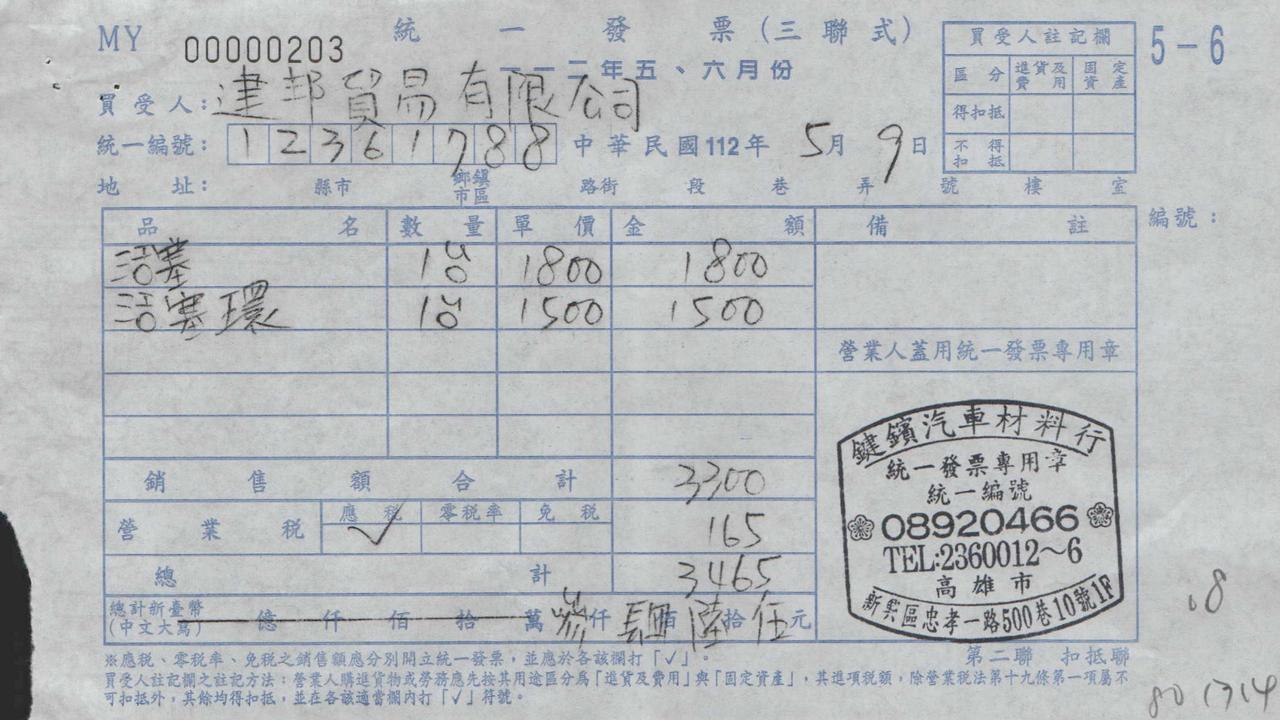 MY 00000203 統一發票(三聯式)
一一二年五、六月份
5-6
買受人註記欄
區分 進貨及費用 固定資產
得扣抵
不得扣抵
買受人: 建邦貿易有限公司
統一編號: 12361788 中華民國112年 5月 9日
地址: 縣市 鄉鎮市區 路街 段 巷 弄 號 樓 室
品名 數量 單價 金額 備註 編號:
活塞 1 1800 1800
活塞環 1 1500 1500
營業人蓋用統一發票專用章
銷售額合計 3300
營業稅 應稅 ✓ 零稅率 免稅 165
總計 3465
總計新臺幣(中文大寫) 億 仟 佰 拾 萬 參仟 肆佰 陸拾 伍元
鍵鑌汽車材料行
統一發票專用章
統一編號
08920466
TEL:2360012~6
高雄市
新興區忠孝一路500巷10號1F
第二聯 扣抵聯
※應稅、零稅率、免稅之銷售額應分別開立統一發票,並應於各該欄打「✓」。
買受人註記欄之註記方法:營業人購進貨物或勞務應先按其用途區分為「進貨及費用」與「固定資產」,其進項稅額,除營業稅法第十九條第一項屬不
可扣抵外,其餘均得扣抵,並在各該適當欄內打「✓」符號。